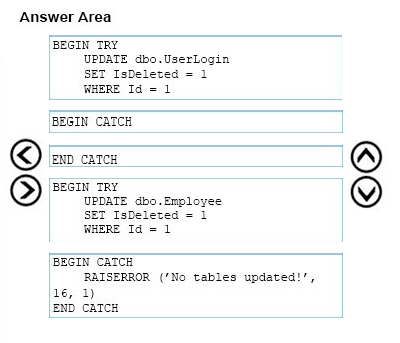 Answer Area
BEGIN TRY
UPDATE dbo.UserLogin
SET IsDeleted = 1
WHERE Id = 1
BEGIN CATCH
END CATCH
BEGIN TRY
UPDATE dbo.Employee
SET IsDeleted = 1
WHERE Id = 1
BEGIN CATCH
RAISERROR ('No tables updated!',
16, 1)
END CATCH